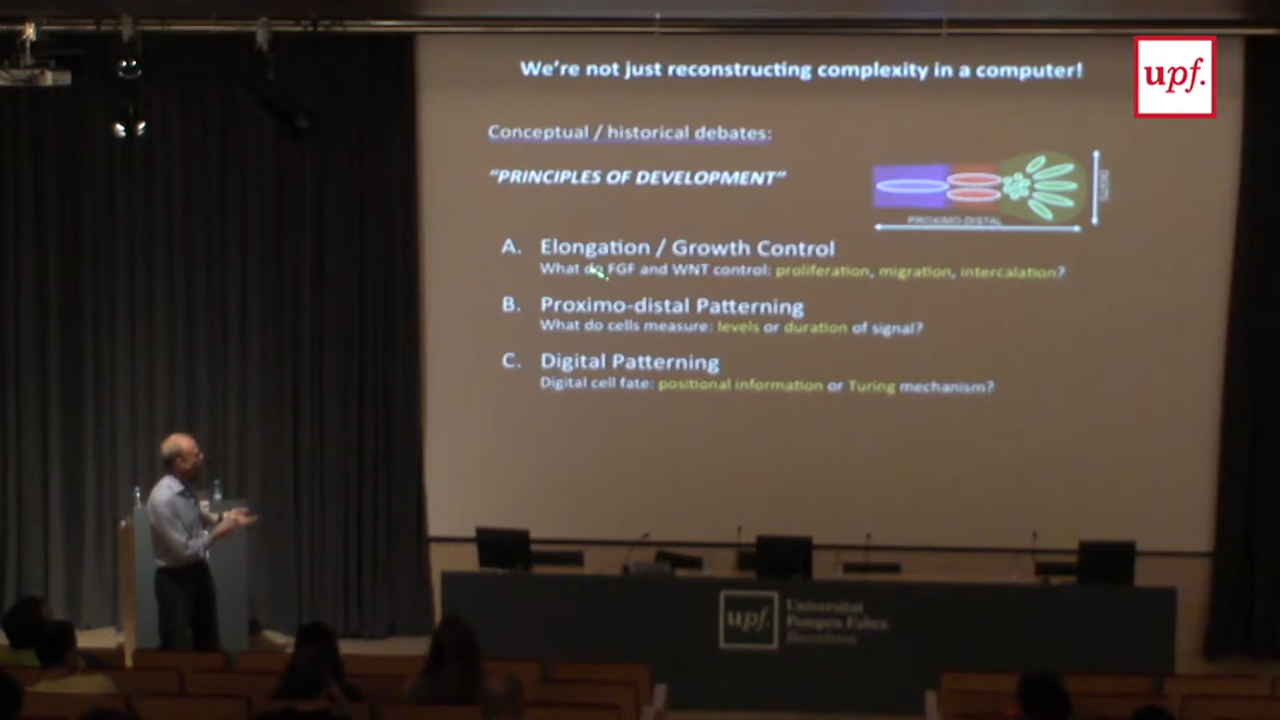 We're not just reconstructing complexity in a computer!
upf.
Conceptual / historical debates:
"PRINCIPLES OF DEVELOPMENT"
PROXIMO-DISTAL
A. Elongation / Growth Control
What do FGF and WNT control: proliferation, migration, intercalation?
B. Proximo-distal Patterning
What do cells measure: levels or duration of signal?
C. Digital Patterning
Digital cell fate: positional information or Turing mechanism?
upf.
Universitat
Pompeu Fabra
Barcelona